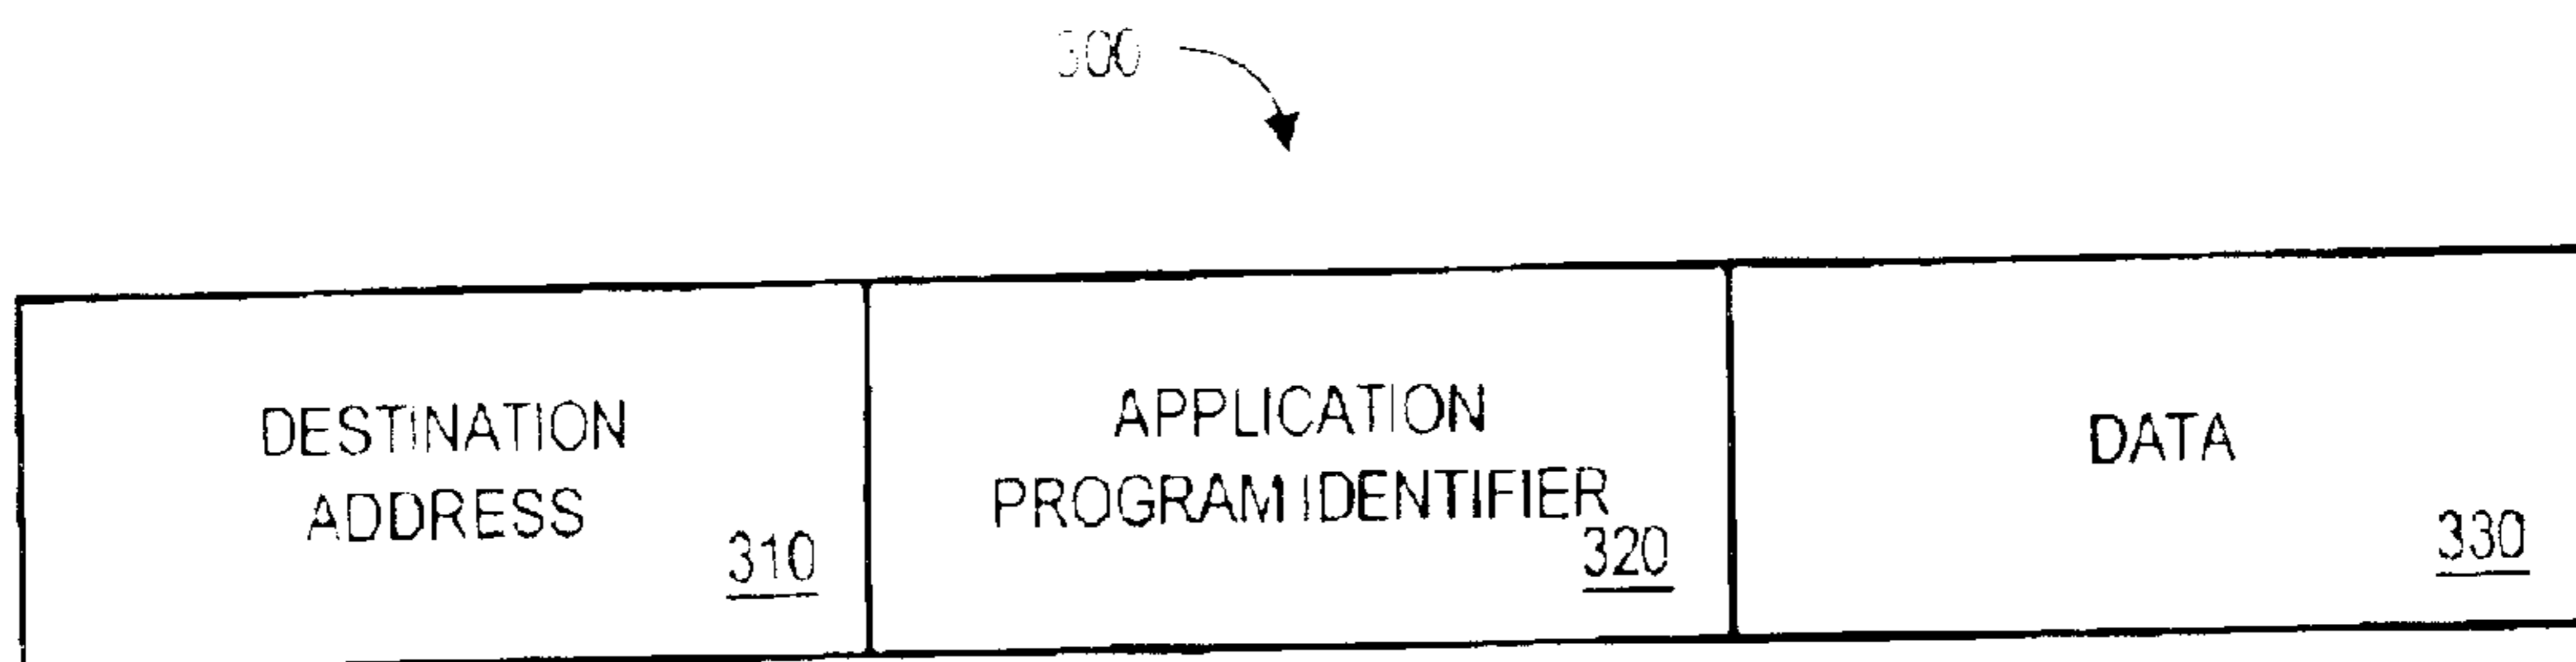 300
DESTINATION
ADDRESS
310
APPLICATION
PROGRAM IDENTIFIER
320
DATA
330